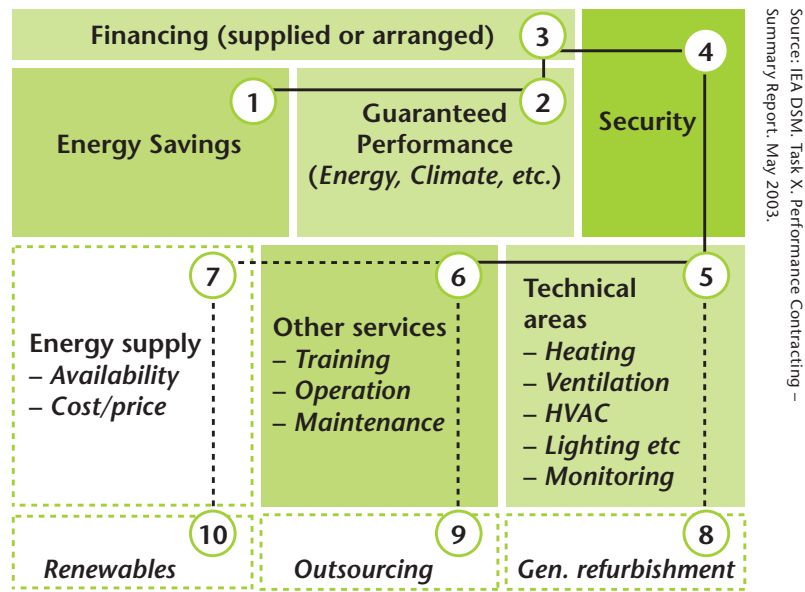 Financing (supplied or arranged)
3
4
1
2
Energy Savings
Guaranteed
Performance
(Energy, Climate, etc.)
Security
7
6
5
Energy supply
– Availability
– Cost/price
Other services
– Training
– Operation
– Maintenance
Technical
areas
– Heating
– Ventilation
– HVAC
– Lighting etc
– Monitoring
10
9
8
Renewables
Outsourcing
Gen. refurbishment
Source: IEA DSM. Task X. Performance Contracting –
Summary Report. May 2003.